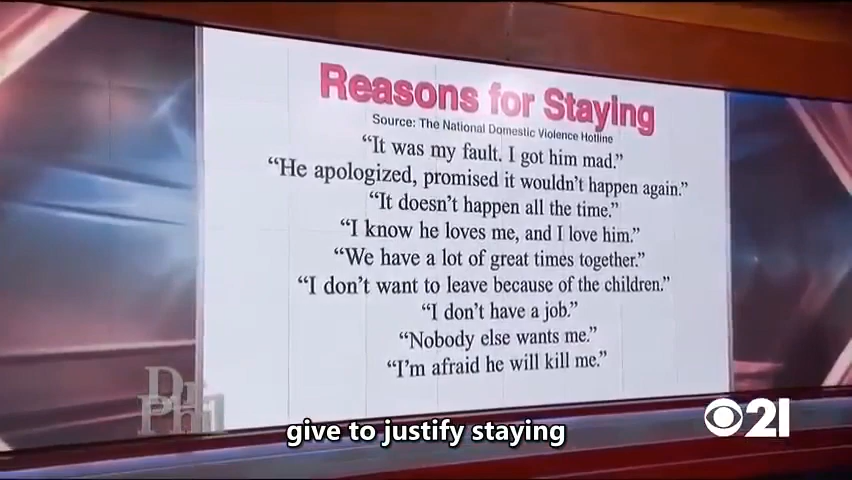 Reasons for Staying
Source: The National Domestic Violence Hotline
“It was my fault. I got him mad.”
“He apologized, promised it wouldn’t happen again.”
“It doesn’t happen all the time.”
“I know he loves me, and I love him.”
“We have a lot of great times together.”
“I don’t want to leave because of the children.”
“I don’t have a job.”
“Nobody else wants me.”
“I’m afraid he will kill me.”
Dr.
Phil
give to justify staying
21